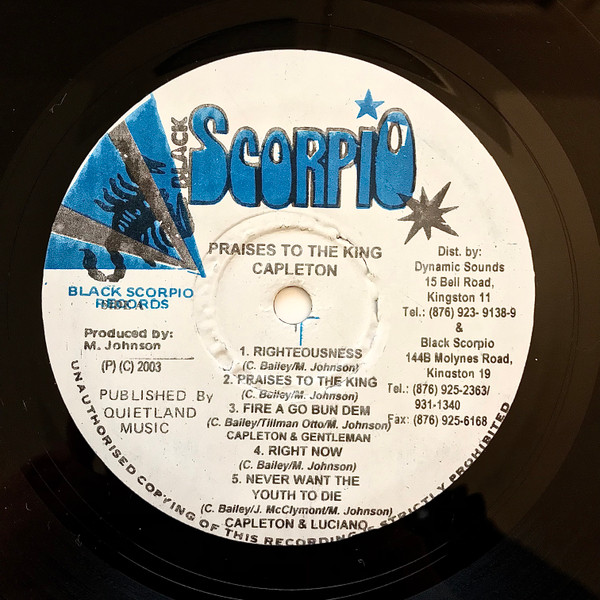 BLACK
SCORPIO
PRAISES TO THE KING
CAPLETON
BLACK SCORPIO
RECORDS
Produced by:
M. Johnson
(P) (C) 2003
PUBLISHED By
QUIETLAND
MUSIC
Dist. by:
Dynamic Sounds
15 Bell Road,
Kingston 11
Tel.: (876) 923- 9138-9
&
Black Scorpio
144B Molynes Road,
Kingston 19
Tel.: (876) 925-2363/
931-1340
Fax: (876) 925-6168
1. RIGHTEOUSNESS
(C. Bailey/M. Johnson)
2. PRAISES TO THE KING
(C. Bailey/M. Johnson)
3. FIRE A GO BUN DEM
(C. Bailey/Tillman Otto/M. Johnson)
CAPLETON & GENTLEMAN
4. RIGHT NOW
(C. Bailey/M. Johnson)
5. NEVER WANT THE
YOUTH TO DIE
(C. Bailey/J. McClymont/M. Johnson)
CAPLETON & LUCIANO
UNAUTHORISED COPYING OF THIS RECORDING IS STRICTLY PROHIBITED